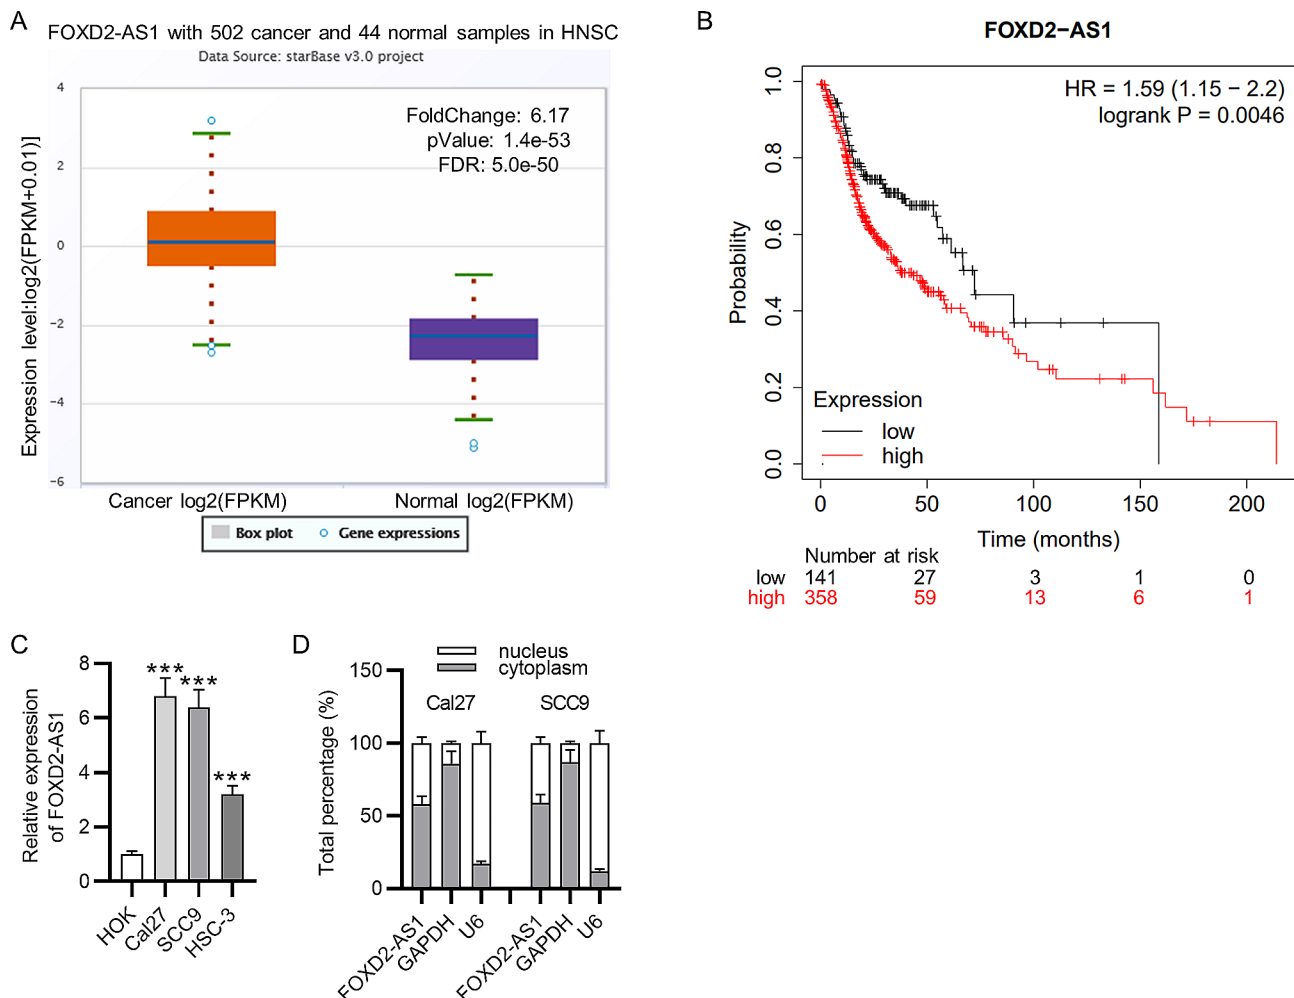 A
FOXD2-AS1 with 502 cancer and 44 normal samples in HNSC
Data Source: starBase v3.0 project
FoldChange: 6.17
pValue: 1.4e-53
FDR: 5.0e-50
Expression level:log2(FPKM+0.01)]
4
2
0
−2
−4
−6
Cancer log2(FPKM)
Normal log2(FPKM)
Box plot
Gene expressions
B
FOXD2−AS1
HR = 1.59 (1.15 − 2.2)
logrank P = 0.0046
Probability
1.0
0.8
0.6
0.4
0.2
0.0
Expression
low
high
0 50 100 150 200
Time (months)
Number at risk
low 141 27 3 1 0
high 358 59 13 6 1
C
Relative expression
of FOXD2-AS1
8
6
4
2
0
***
***
***
HOK
Cal27
SCC9
HSC-3
D
nucleus
cytoplasm
Total percentage (%)
150
100
50
0
Cal27
SCC9
FOXD2-AS1
GAPDH
U6
FOXD2-AS1
GAPDH
U6